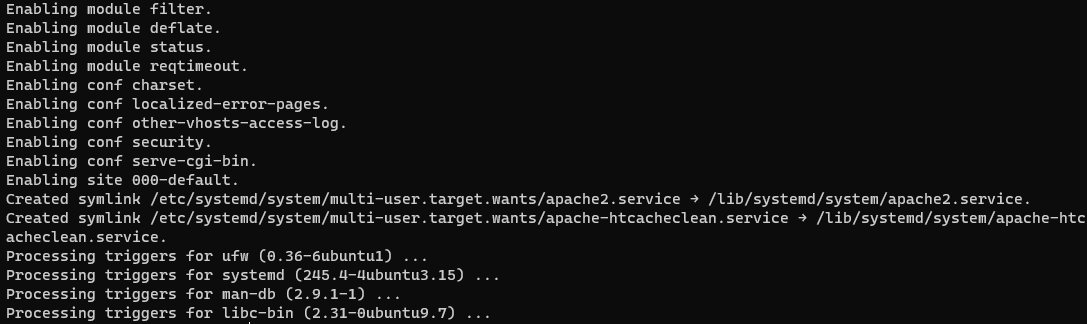 Enabling module filter.
Enabling module deflate.
Enabling module status.
Enabling module reqtimeout.
Enabling conf charset.
Enabling conf localized-error-pages.
Enabling conf other-vhosts-access-log.
Enabling conf security.
Enabling conf serve-cgi-bin.
Enabling site 000-default.
Created symlink /etc/systemd/system/multi-user.target.wants/apache2.service → /lib/systemd/system/apache2.service.
Created symlink /etc/systemd/system/multi-user.target.wants/apache-htcacheclean.service → /lib/systemd/system/apache-htc
acheclean.service.
Processing triggers for ufw (0.36-6ubuntu1) ...
Processing triggers for systemd (245.4-4ubuntu3.15) ...
Processing triggers for man-db (2.9.1-1) ...
Processing triggers for libc-bin (2.31-0ubuntu9.7) ...